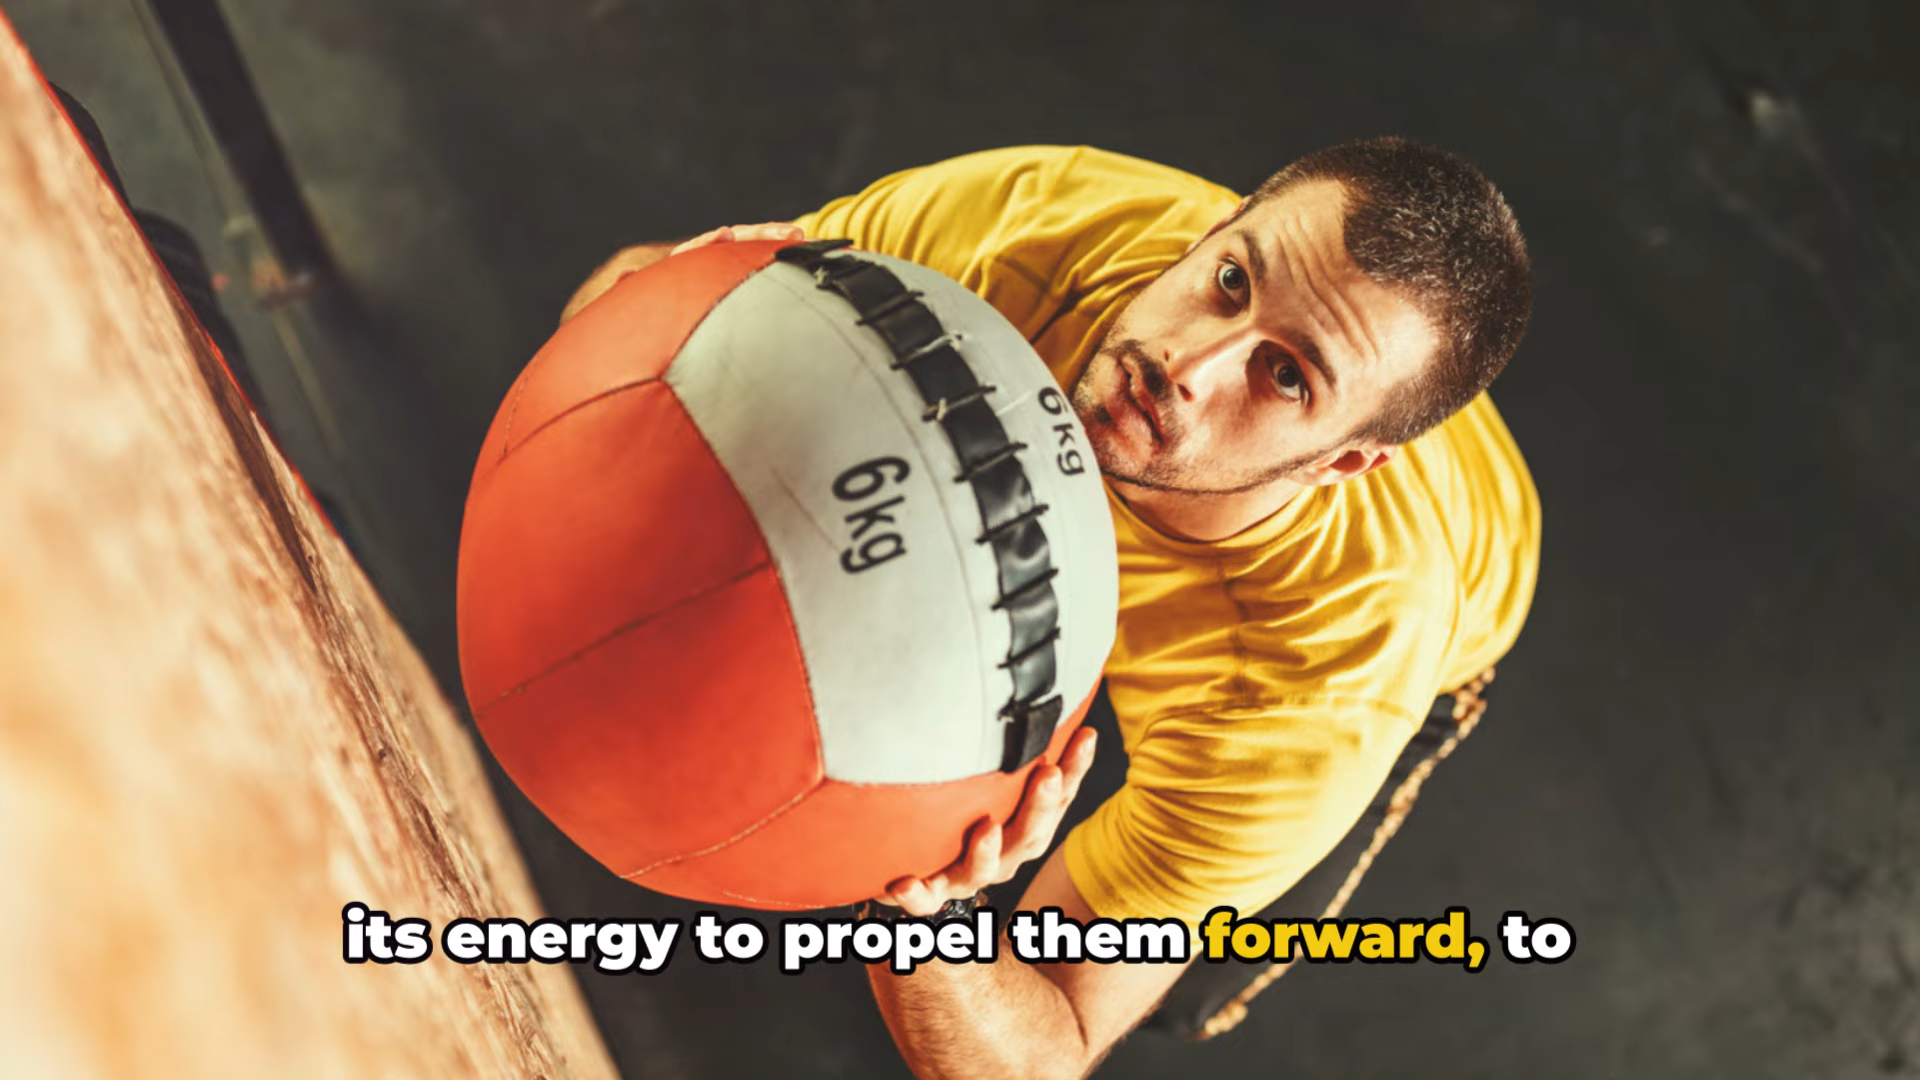 6kg
6kg
its energy to propel them forward, to